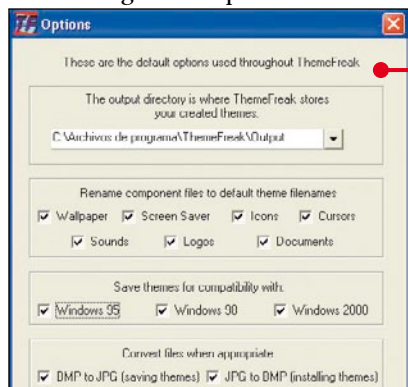 Options
These are the default options used throughout ThemeFreak
The output directory is where ThemeFreak stores
your created themes.
C:\Archivos de programa\ThemeFreak\Output
Rename component files to default theme filenames
Wallpaper Screen Saver Icons Cursors
Sounds Logos Documents
Save themes for compatibility with:
Windows 95 Windows 98 Windows 2000
Convert files when appropriate
BMP to JPG (saving themes) JPG to BMP (installing themes)